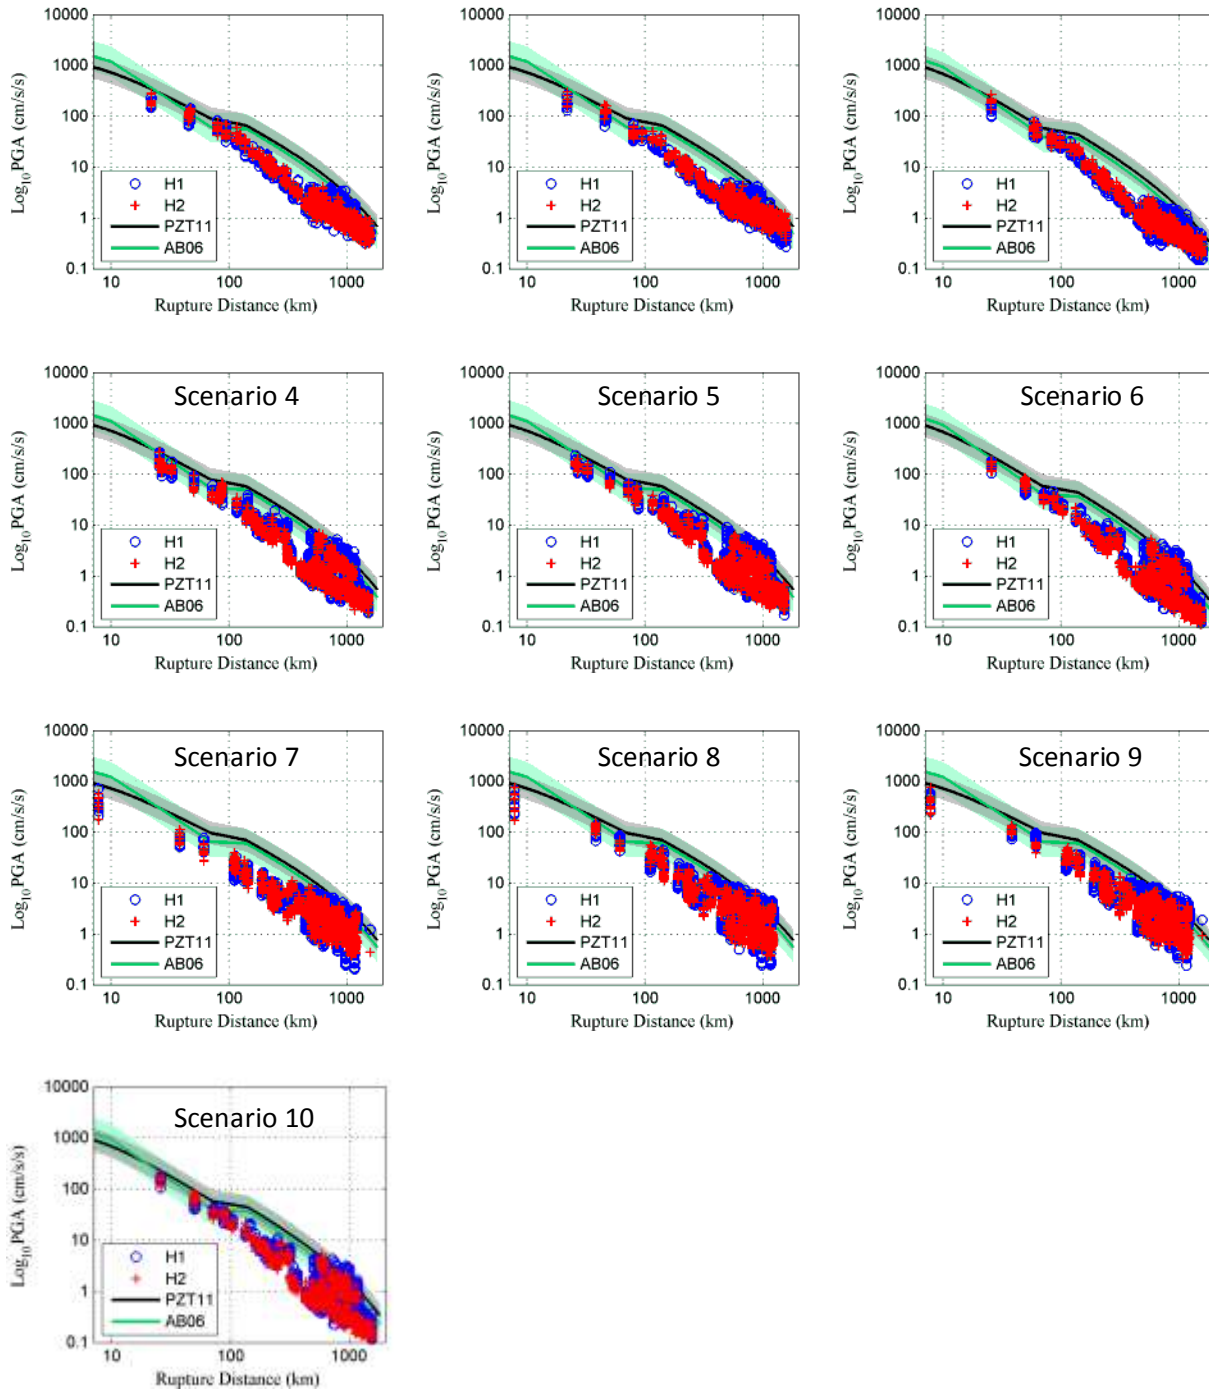 10000
1000
100
10
1
0.1
Log10PGA (cm/s/s)
H1
H2
PZT11
AB06
10 100 1000
Rupture Distance (km)
10000
1000
100
10
1
0.1
Log10PGA (cm/s/s)
H1
H2
PZT11
AB06
10 100 1000
Rupture Distance (km)
10000
1000
100
10
1
0.1
Log10PGA (cm/s/s)
H1
H2
PZT11
AB06
10 100 1000
Rupture Distance (km)
Scenario 4
10000
1000
100
10
1
0.1
Log10PGA (cm/s/s)
H1
H2
PZT11
AB06
10 100 1000
Rupture Distance (km)
Scenario 5
10000
1000
100
10
1
0.1
Log10PGA (cm/s/s)
H1
H2
PZT11
AB06
10 100 1000
Rupture Distance (km)
Scenario 6
10000
1000
100
10
1
0.1
Log10PGA (cm/s/s)
H1
H2
PZT11
AB06
10 100 1000
Rupture Distance (km)
Scenario 7
10000
1000
100
10
1
0.1
Log10PGA (cm/s/s)
H1
H2
PZT11
AB06
10 100 1000
Rupture Distance (km)
Scenario 8
10000
1000
100
10
1
0.1
Log10PGA (cm/s/s)
H1
H2
PZT11
AB06
10 100 1000
Rupture Distance (km)
Scenario 9
10000
1000
100
10
1
0.1
Log10PGA (cm/s/s)
H1
H2
PZT11
AB06
10 100 1000
Rupture Distance (km)
Scenario 10
10000
1000
100
10
1
0.1
Log10PGA (cm/s/s)
H1
H2
PZT11
AB06
10 100 1000
Rupture Distance (km)